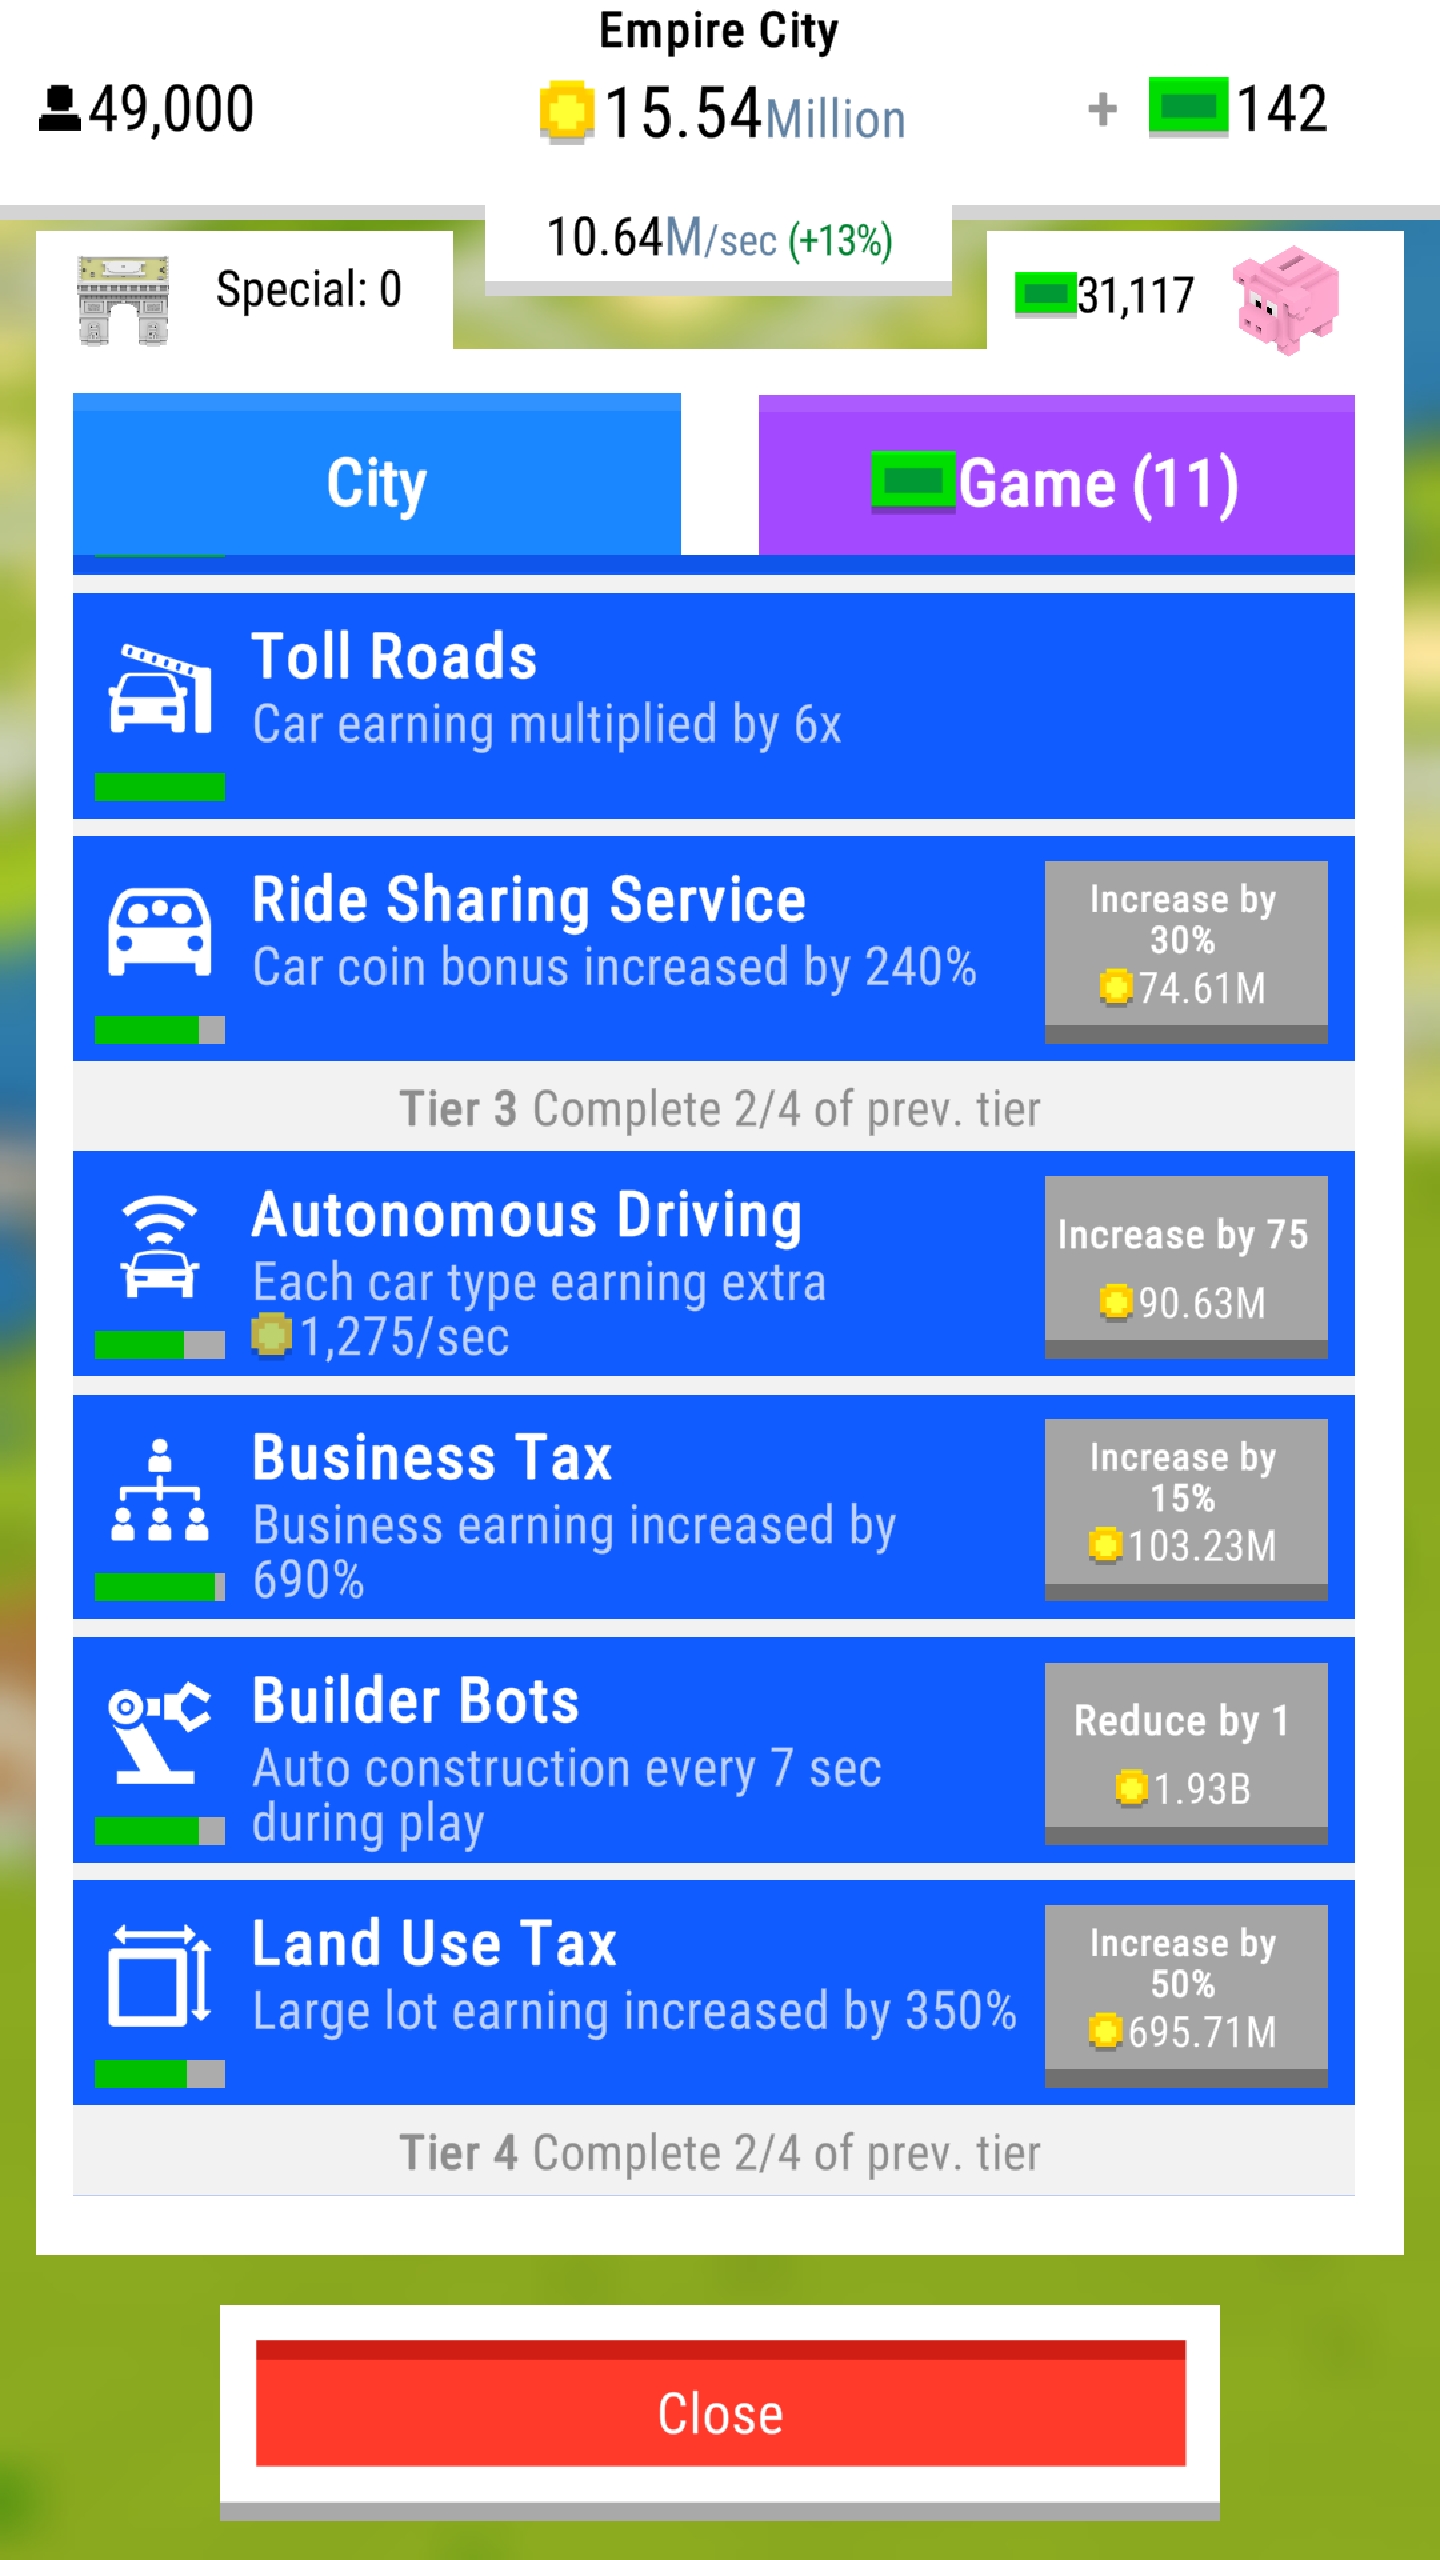 Empire City
49,000
15.54Million
+ 142
10.64M/sec (+13%)
Special: 0
31,117
City
Game (11)
Toll Roads
Car earning multiplied by 6x
Ride Sharing Service
Car coin bonus increased by 240%
Increase by
30%
74.61M
Tier 3 Complete 2/4 of prev. tier
Autonomous Driving
Each car type earning extra
1,275/sec
Increase by 75
90.63M
Business Tax
Business earning increased by
690%
Increase by
15%
103.23M
Builder Bots
Auto construction every 7 sec
during play
Reduce by 1
1.93B
Land Use Tax
Large lot earning increased by 350%
Increase by
50%
695.71M
Tier 4 Complete 2/4 of prev. tier
Close